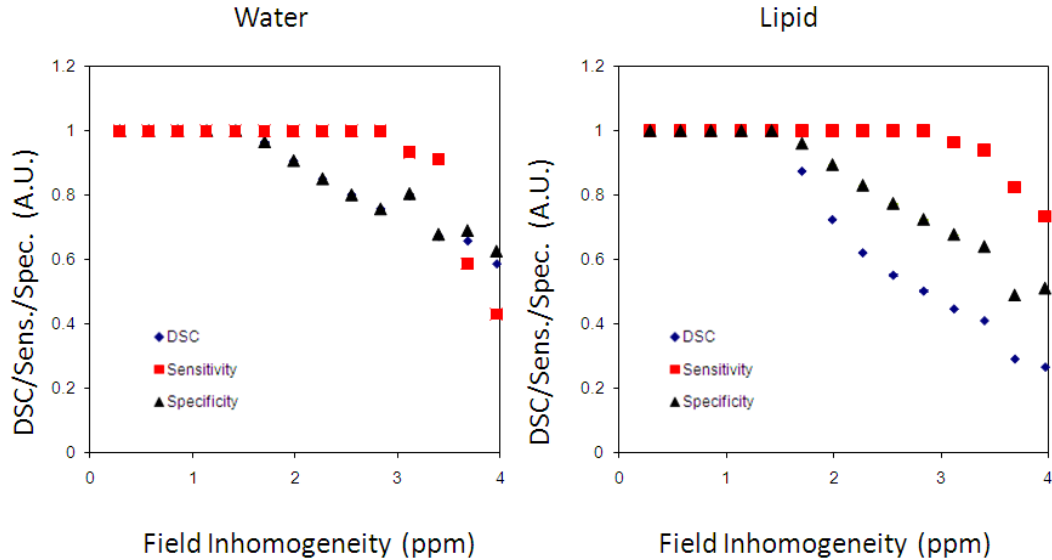 Water
DSC/Sens./Spec. (A.U.)
1.2
1
0.8
0.6
0.4
0.2
0
DSC
Sensitivity
Specificity
0 1 2 3 4
Field Inhomogeneity (ppm)
Lipid
DSC/Sens./Spec. (A.U.)
1.2
1
0.8
0.6
0.4
0.2
0
DSC
Sensitivity
Specificity
0 1 2 3 4
Field Inhomogeneity (ppm)